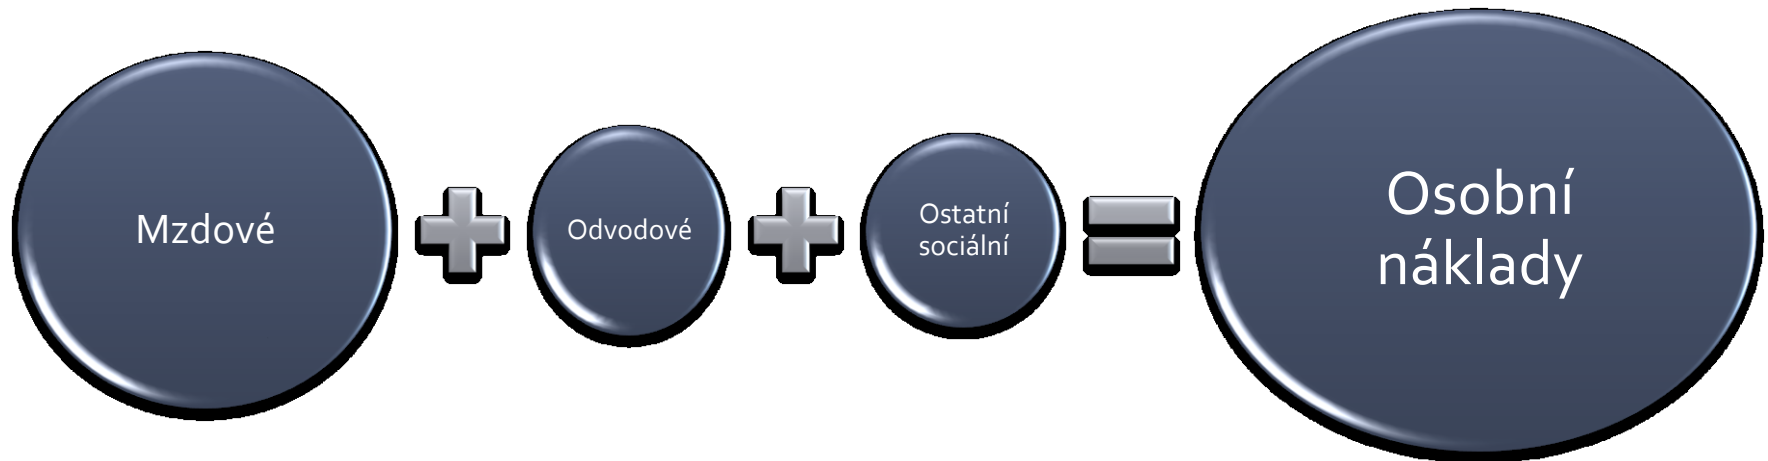 Mzdové
Odvodové
Ostatní
sociální
Osobní
náklady